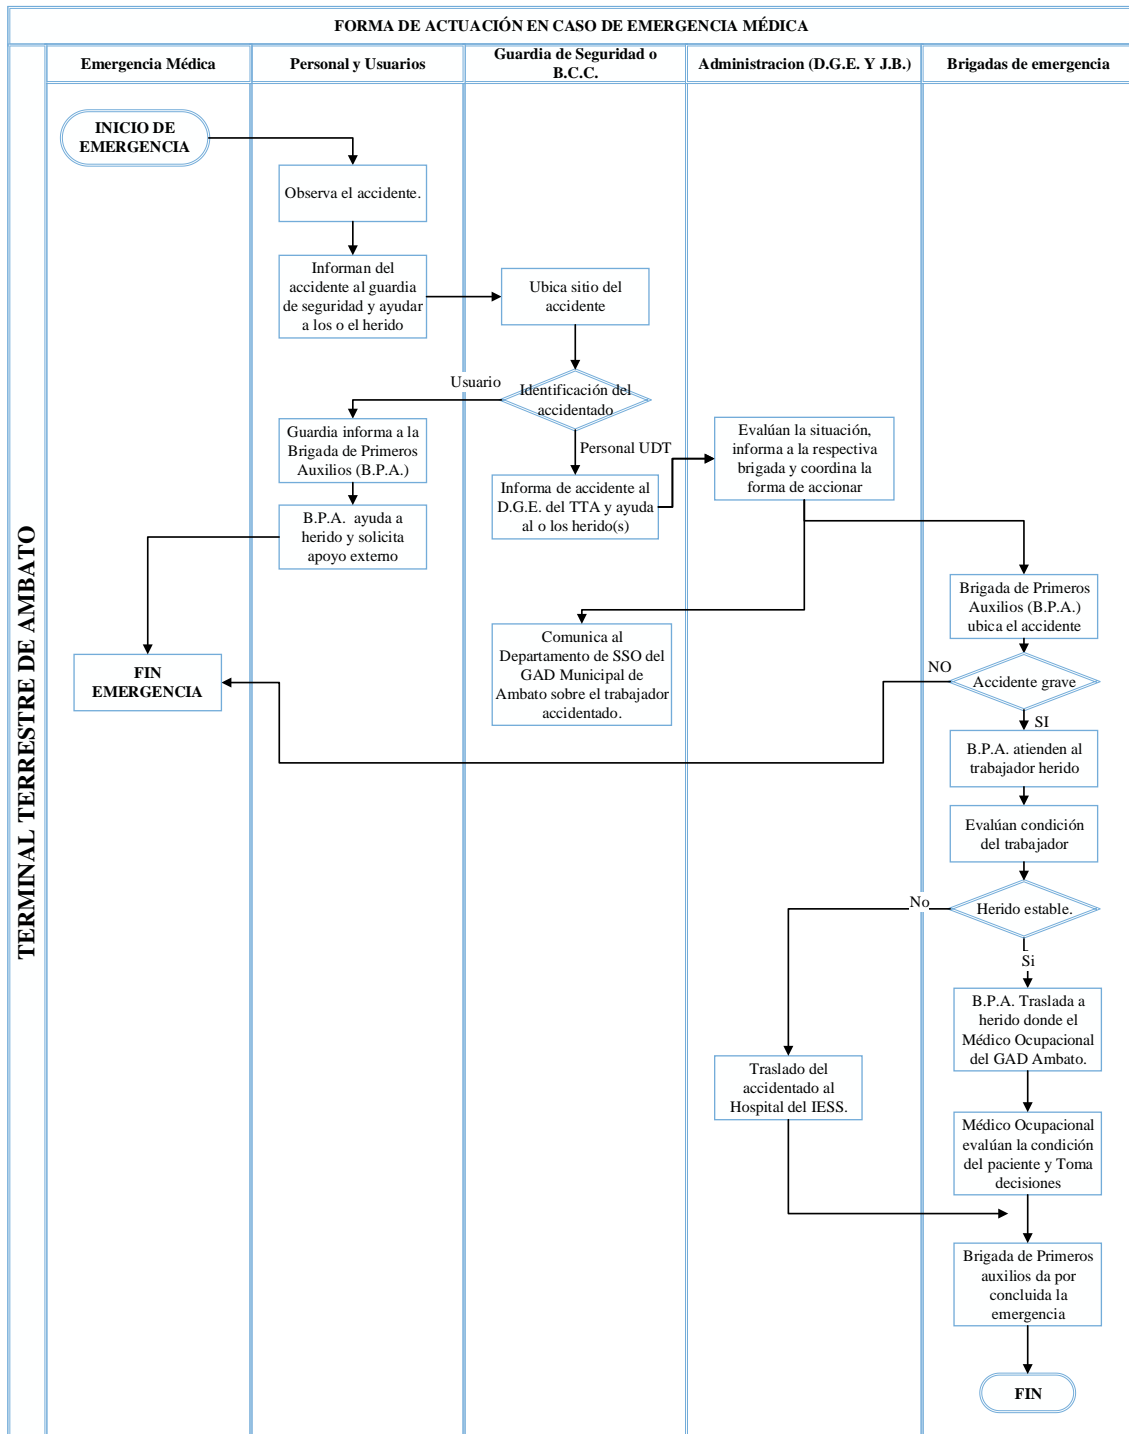 FORMA DE ACTUACIÓN EN CASO DE EMERGENCIA MÉDICA
TERMINAL TERRESTRE DE AMBATO
Emergencia Médica
Personal y Usuarios
Guardia de Seguridad o
B.C.C.
Administracion (D.G.E. Y J.B.)
Brigadas de emergencia
INICIO DE
EMERGENCIA
Observa el accidente.
Informan del
accidente al guardia
de seguridad y ayudar
a los o el herido
Ubica sitio del
accidente
Identificación del
accidentado
Usuario
Personal UDT
Guardia informa a la
Brigada de Primeros
Auxilios (B.P.A.)
B.P.A. ayuda a
herido y solicita
apoyo externo
Informa de accidente al
D.G.E. del TTA y ayuda
al o los herido(s)
Evalúan la situación,
informa a la respectiva
brigada y coordina la
forma de accionar
Brigada de Primeros
Auxilios (B.P.A.)
ubica el accidente
Comunica al
Departamento de SSO del
GAD Municipal de
Ambato sobre el trabajador
accidentado.
FIN
EMERGENCIA
NO
Accidente grave
SI
B.P.A. atienden al
trabajador herido
Evalúan condición
del trabajador
No
Herido estable.
Si
B.P.A. Traslada a
herido donde el
Médico Ocupacional
del GAD Ambato.
Traslado del
accidentado al
Hospital del IESS.
Médico Ocupacional
evalúan la condición
del paciente y Toma
decisiones
Brigada de Primeros
auxilios da por
concluida la
emergencia
FIN